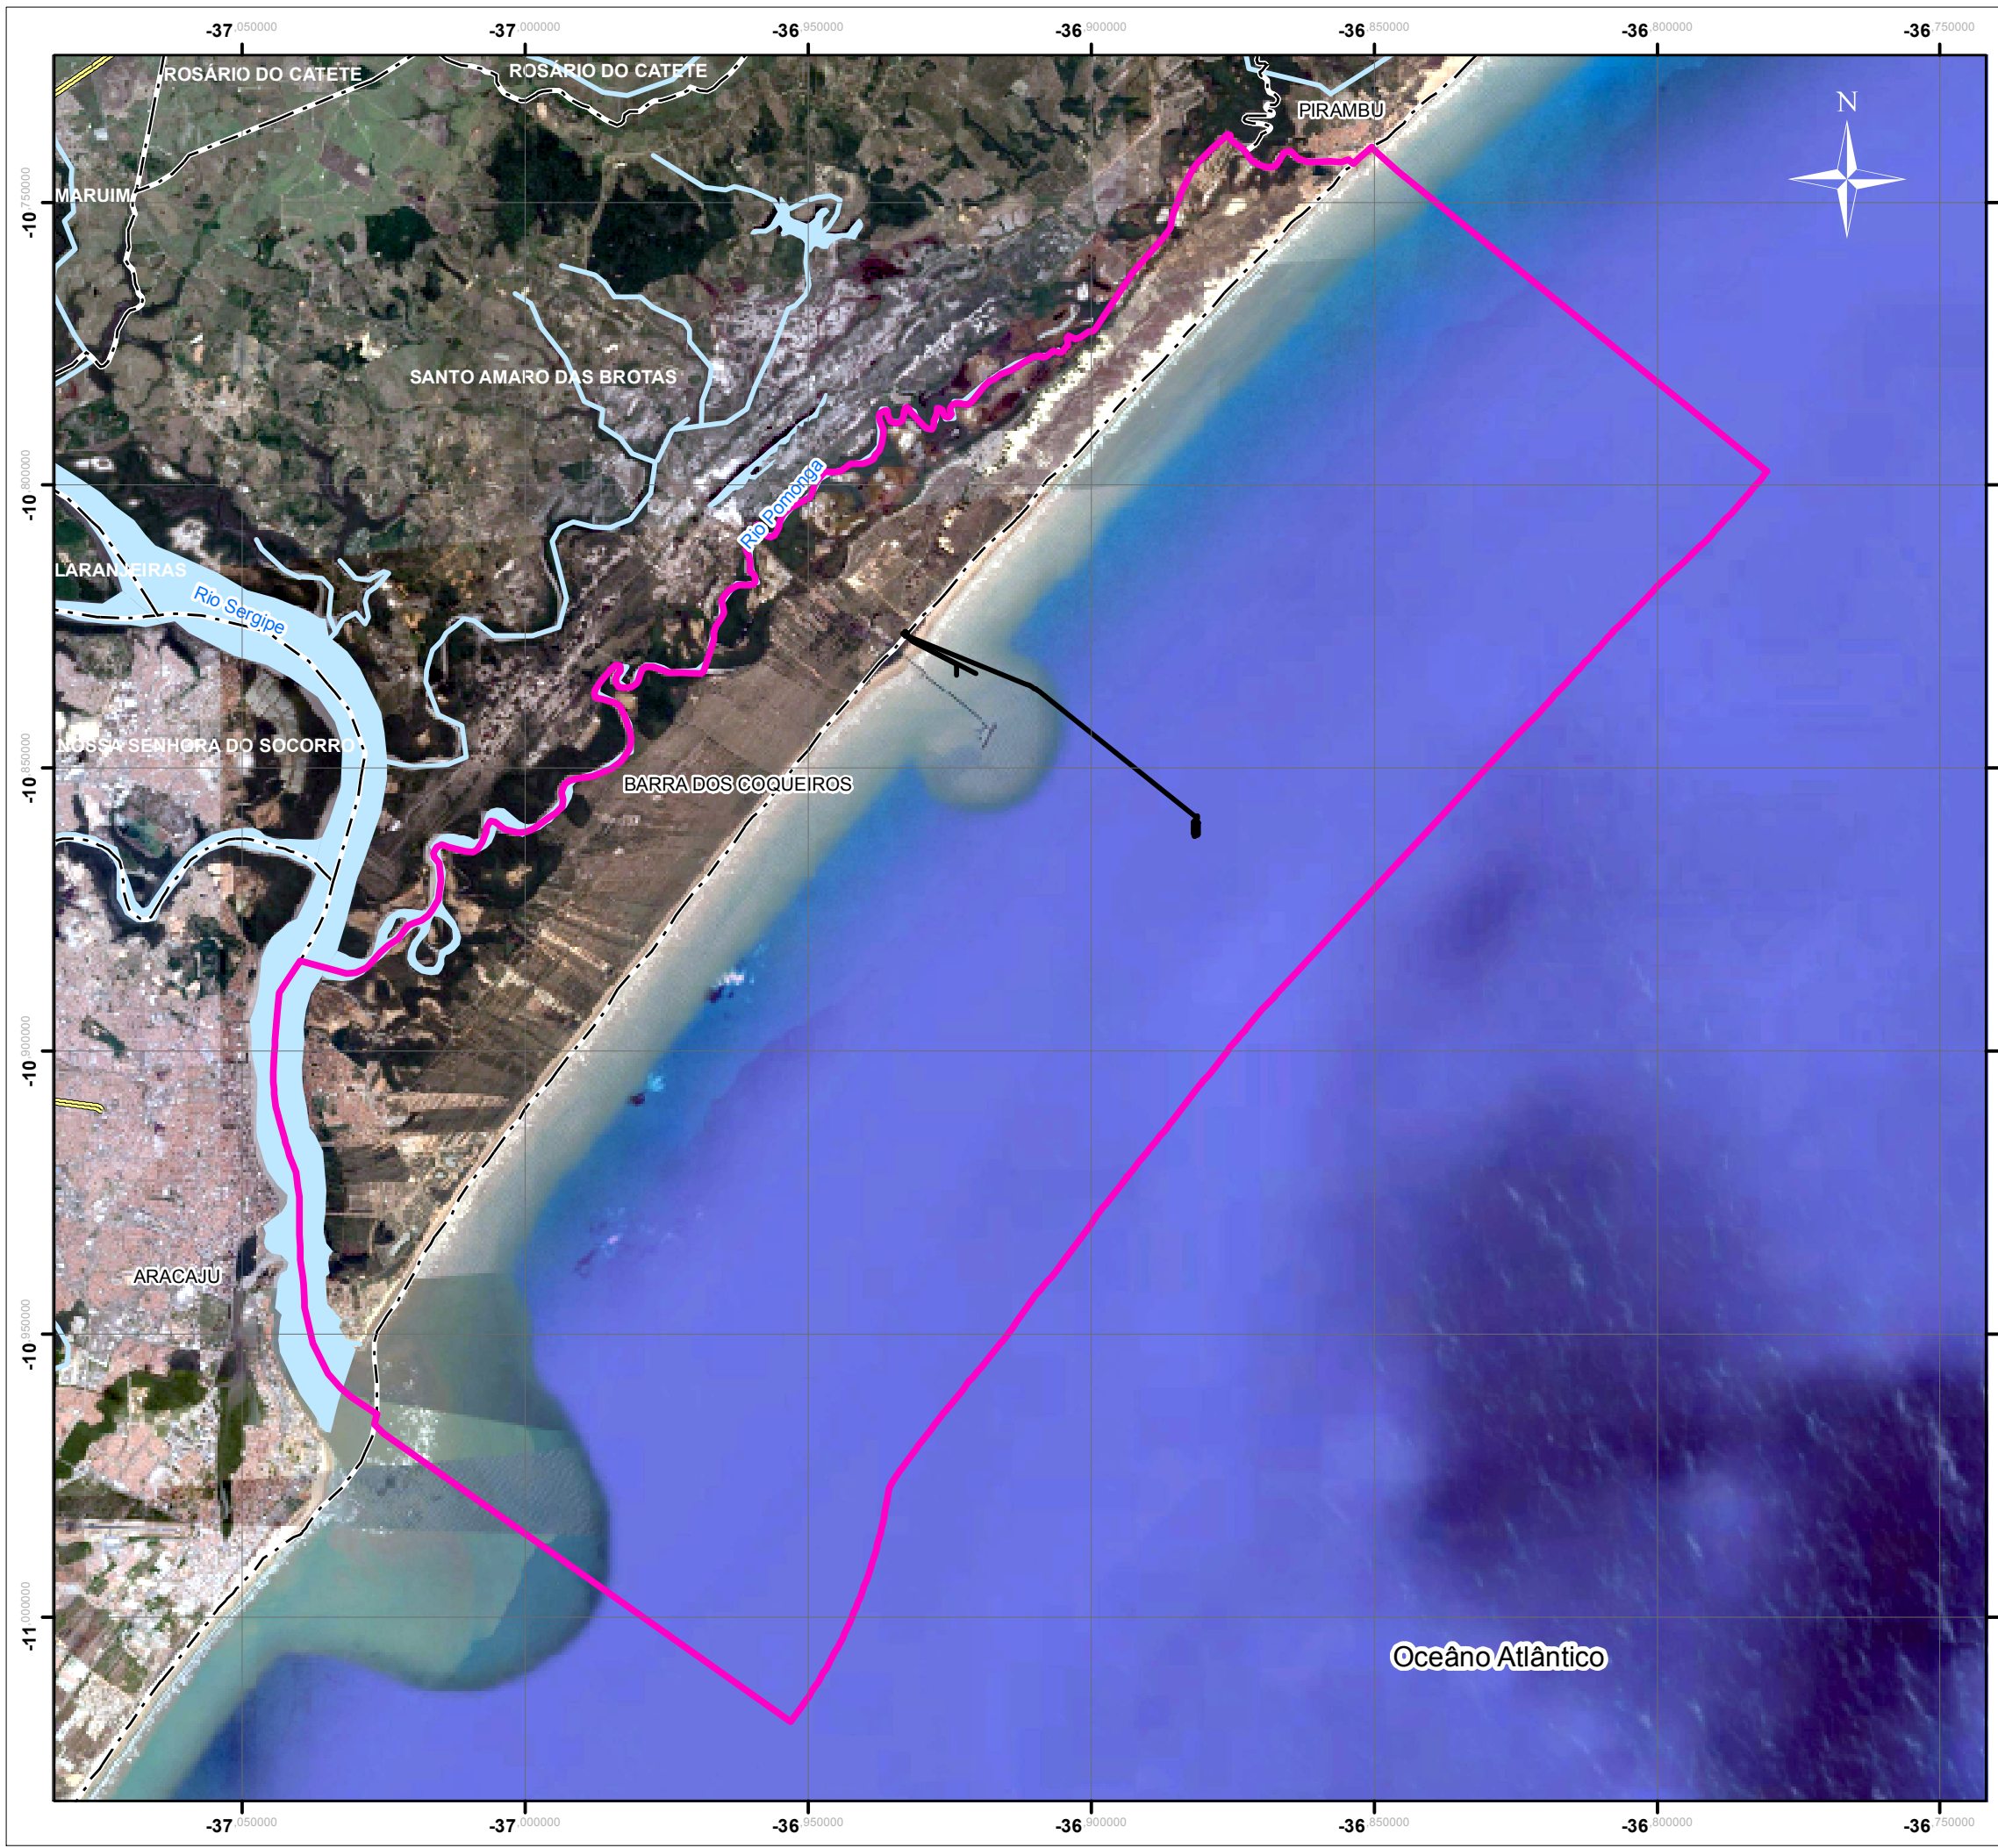 -37,050000 -37,000000 -36,950000 -36,900000 -36,850000 -36,800000 -36,750000
ROSÁRIO DO CATETE
ROSÁRIO DO CATETE
PIRAMBU
N
-10,750000
MARUIM
SANTO AMARO DAS BROTAS
-10,800000
Rio Pomonga
LARANJEIRAS
Rio Sergipe
NOSSA SENHORA DO SOCORRO
-10,850000
BARRA DOS COQUEIROS
-10,900000
ARACAJU
-10,950000
-11,000000
Oceâno Atlântico
-37,050000 -37,000000 -36,950000 -36,900000 -36,850000 -36,800000 -36,750000